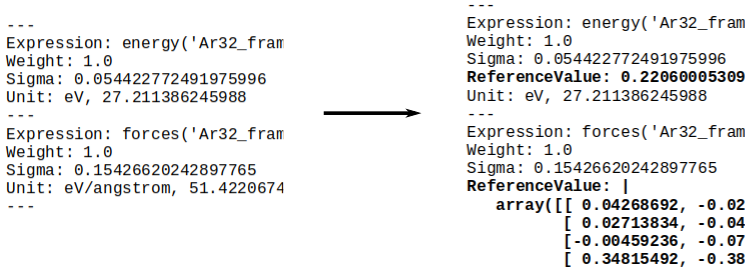 ---
Expression: energy('Ar32_fram
Weight: 1.0
Sigma: 0.054422772491975996
Unit: eV, 27.211386245988
---
Expression: forces('Ar32_fram
Weight: 1.0
Sigma: 0.15426620242897765
Unit: eV/angstrom, 51.4220674
---
---
Expression: energy('Ar32_fram
Weight: 1.0
Sigma: 0.054422772491975996
ReferenceValue: 0.22060005309
Unit: eV, 27.211386245988
---
Expression: forces('Ar32_fram
Weight: 1.0
Sigma: 0.15426620242897765
ReferenceValue: |
array([[ 0.04268692, -0.02
[ 0.02713834, -0.04
[-0.00459236, -0.07
[ 0.34815492, -0.38